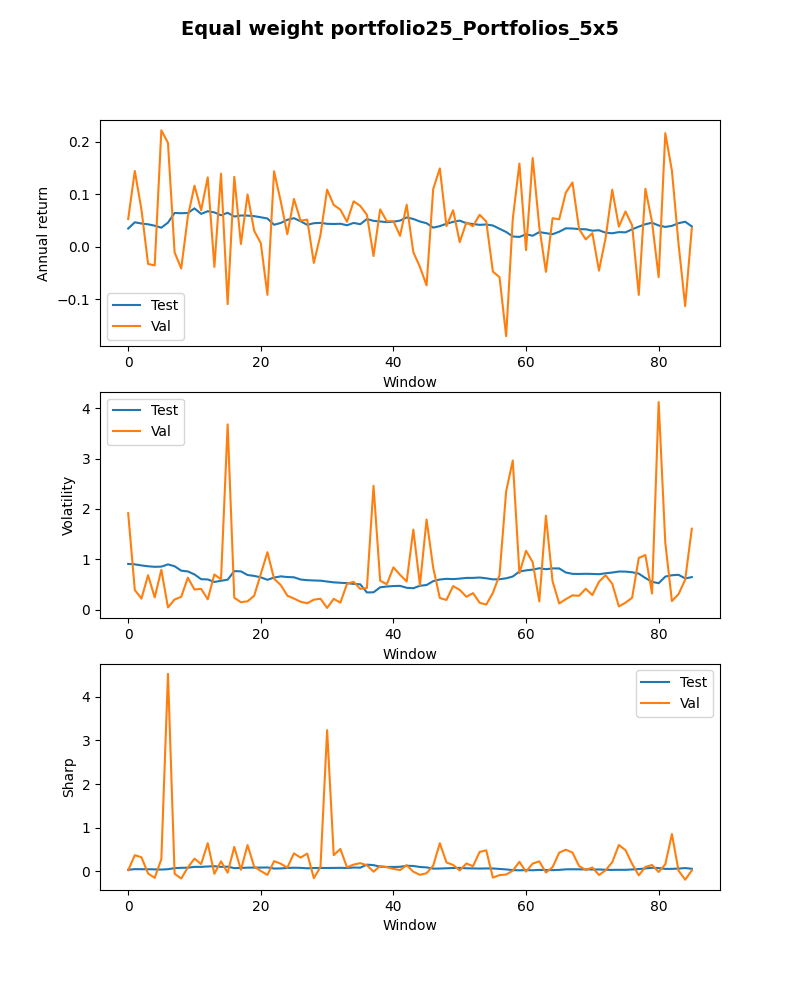 Equal weight portfolio25_Portfolios_5x5
Annual return
0.2
0.1
0.0
−0.1
Test
Val
0 20 40 60 80
Window
Volatility
4
3
2
1
0
Test
Val
0 20 40 60 80
Window
Sharp
4
3
2
1
0
Test
Val
0 20 40 60 80
Window